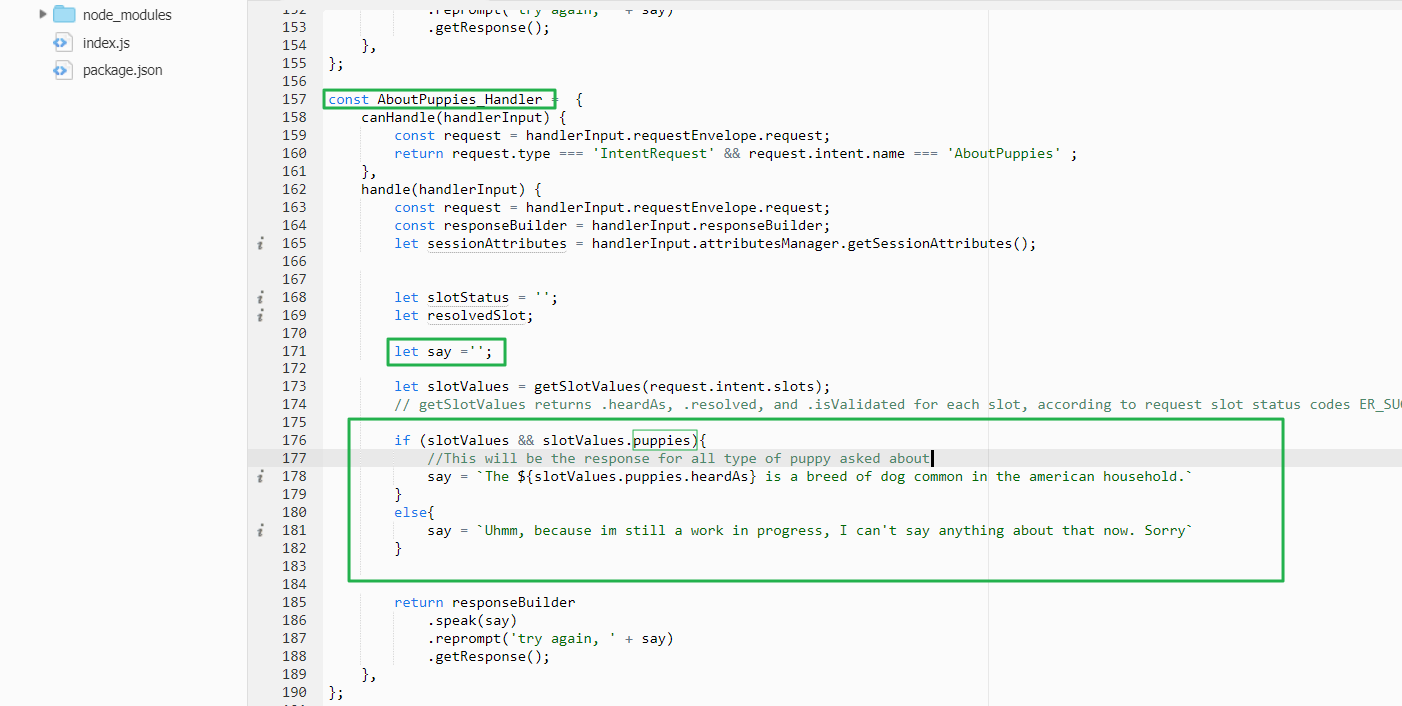 node_modules
index.js
package.json
152 .reprompt('try again, ' + say)
153 .getResponse();
154 },
155 };
156
157 const AboutPuppies_Handler = {
158 canHandle(handlerInput) {
159 const request = handlerInput.requestEnvelope.request;
160 return request.type === 'IntentRequest' && request.intent.name === 'AboutPuppies' ;
161 },
162 handle(handlerInput) {
163 const request = handlerInput.requestEnvelope.request;
164 const responseBuilder = handlerInput.responseBuilder;
165 let sessionAttributes = handlerInput.attributesManager.getSessionAttributes();
166
167
168 let slotStatus = '';
169 let resolvedSlot;
170
171 let say ='';
172
173 let slotValues = getSlotValues(request.intent.slots);
174 // getSlotValues returns .heardAs, .resolved, and .isValidated for each slot, according to request slot status codes ER_SUC
175
176 if (slotValues && slotValues.puppies){
177 //This will be the response for all type of puppy asked about
178 say = `The ${slotValues.puppies.heardAs} is a breed of dog common in the american household.`
179 }
180 else{
181 say = `Uhmm, because im still a work in progress, I can't say anything about that now. Sorry`
182 }
183
184
185 return responseBuilder
186 .speak(say)
187 .reprompt('try again, ' + say)
188 .getResponse();
189 },
190 };